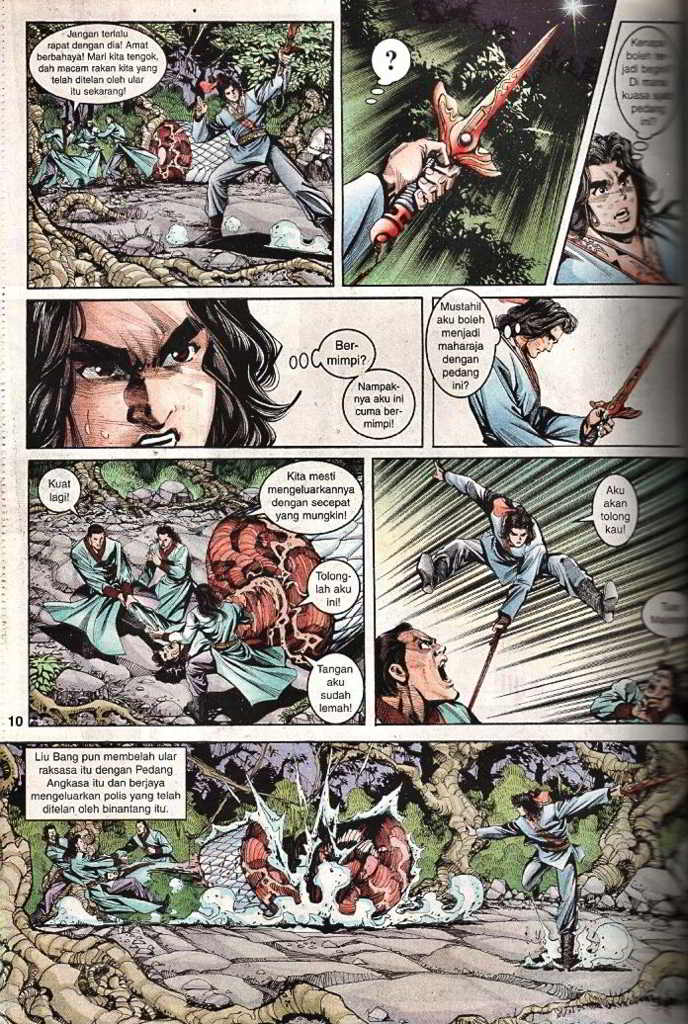 Jangan terlalu
rapat dengan dia! Amat
berbahaya! Mari kita tengok,
dah macam rakan kita yang
telah ditelan oleh ular
itu sekarang!
?
Kenapa
boleh
jadi
Di mana
kuasa
pedang
ini?
Ber-
mimpi?
Nampak-
nya aku ini
cuma ber-
mimpi!
Mustahil
aku boleh
menjadi
maharaja
dengan
pedang
ini?
Kuat
lagi!
Kita mesti
mengeluarkannya
dengan secepat
yang mungkin!
Tolong-
lah aku
ini!
Tangan
aku
sudah
lemah!
Aku
akan
tolong
kau!
10
Liu Bang pun membelah ular
raksasa itu dengan Pedang
Angkasa itu dan berjaya
mengeluarkan polis yang telah
ditelan oleh binantang itu.